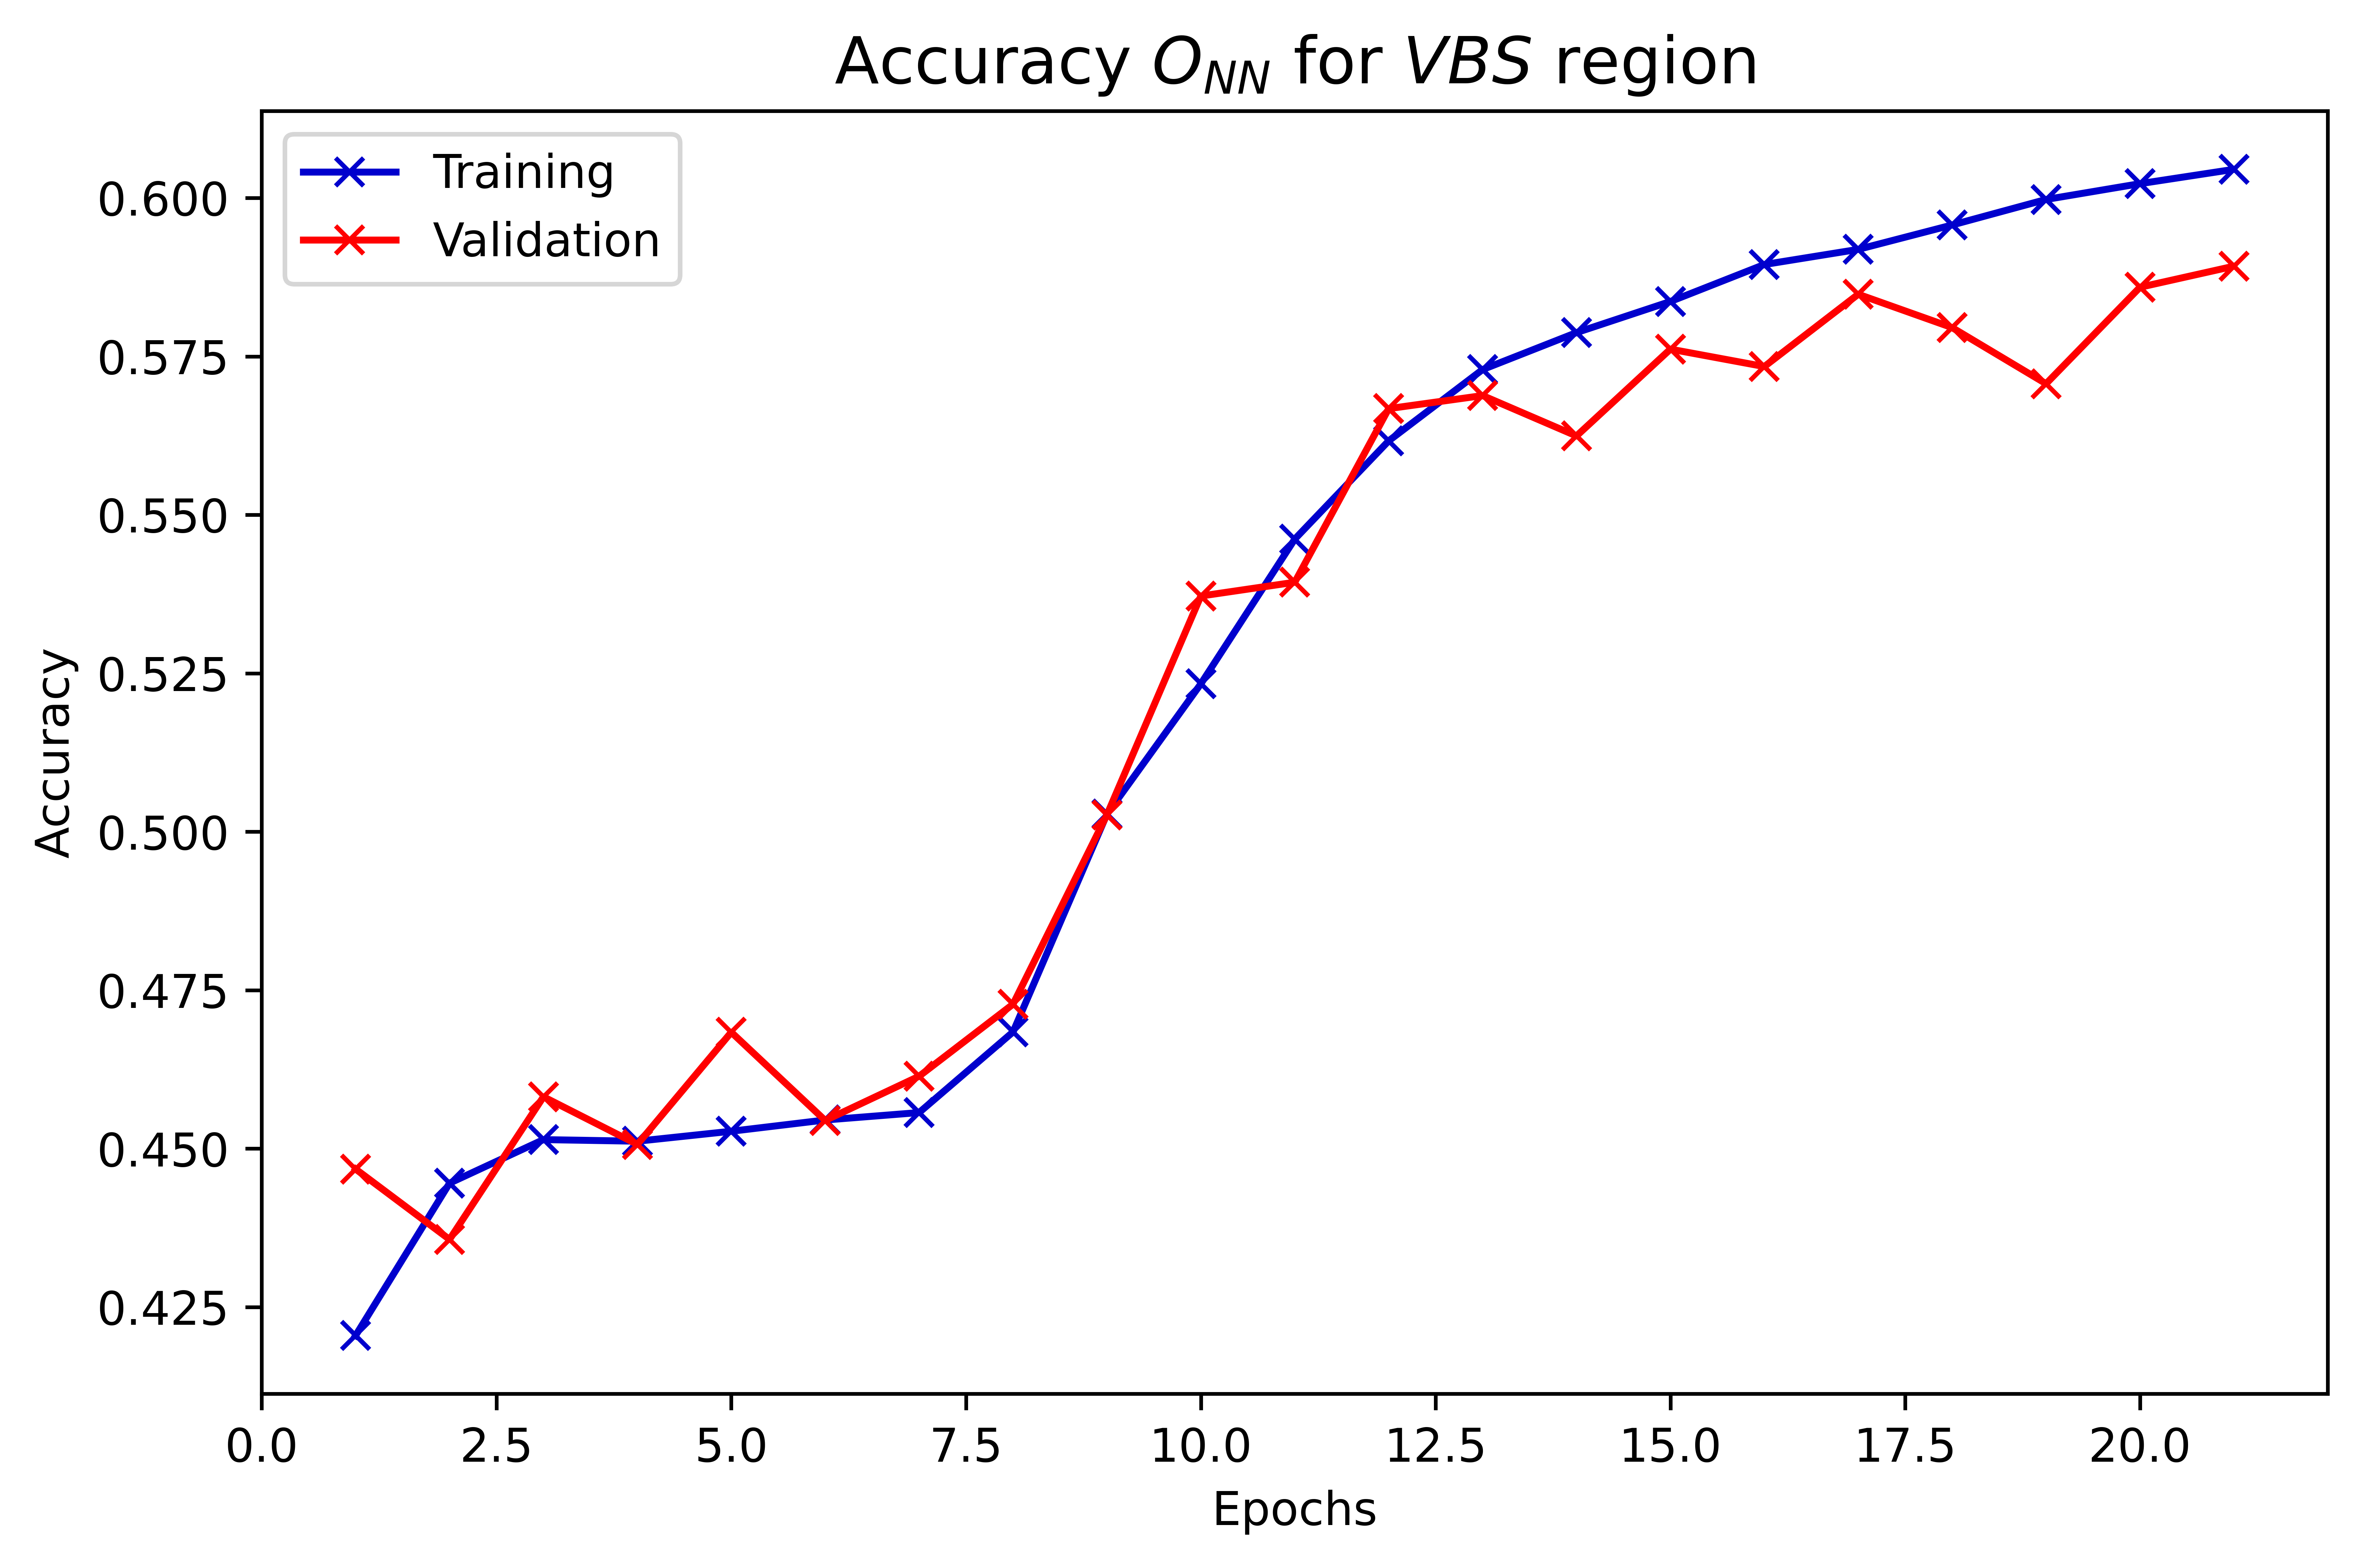 Accuracy O_NN for VBS region
Training
Validation
0.600
0.575
0.550
0.525
0.500
0.475
0.450
0.425
Accuracy
0.0 2.5 5.0 7.5 10.0 12.5 15.0 17.5 20.0
Epochs